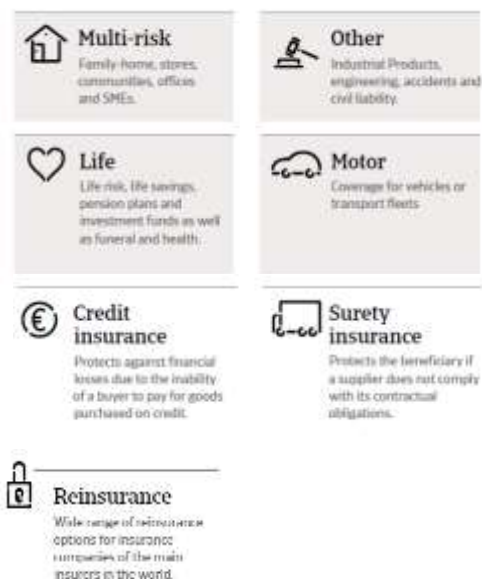 Multi-risk
Family-home, stores,
communities, offices
and SMEs.
Other
Industrial Products,
engineering, accidents and
civil liability.
Life
Life risk, life savings,
pension plans and
investment funds as well
as funeral and health.
Motor
Coverage for vehicles or
transport fleets
Credit
insurance
Protects against financial
losses due to the inability
of a buyer to pay for goods
purchased on credit.
Surety
insurance
Protects the beneficiary if
a supplier does not comply
with its contractual
obligations.
Reinsurance
Wide range of reinsurance
options for insurance
companies of the main
insurers in the world.